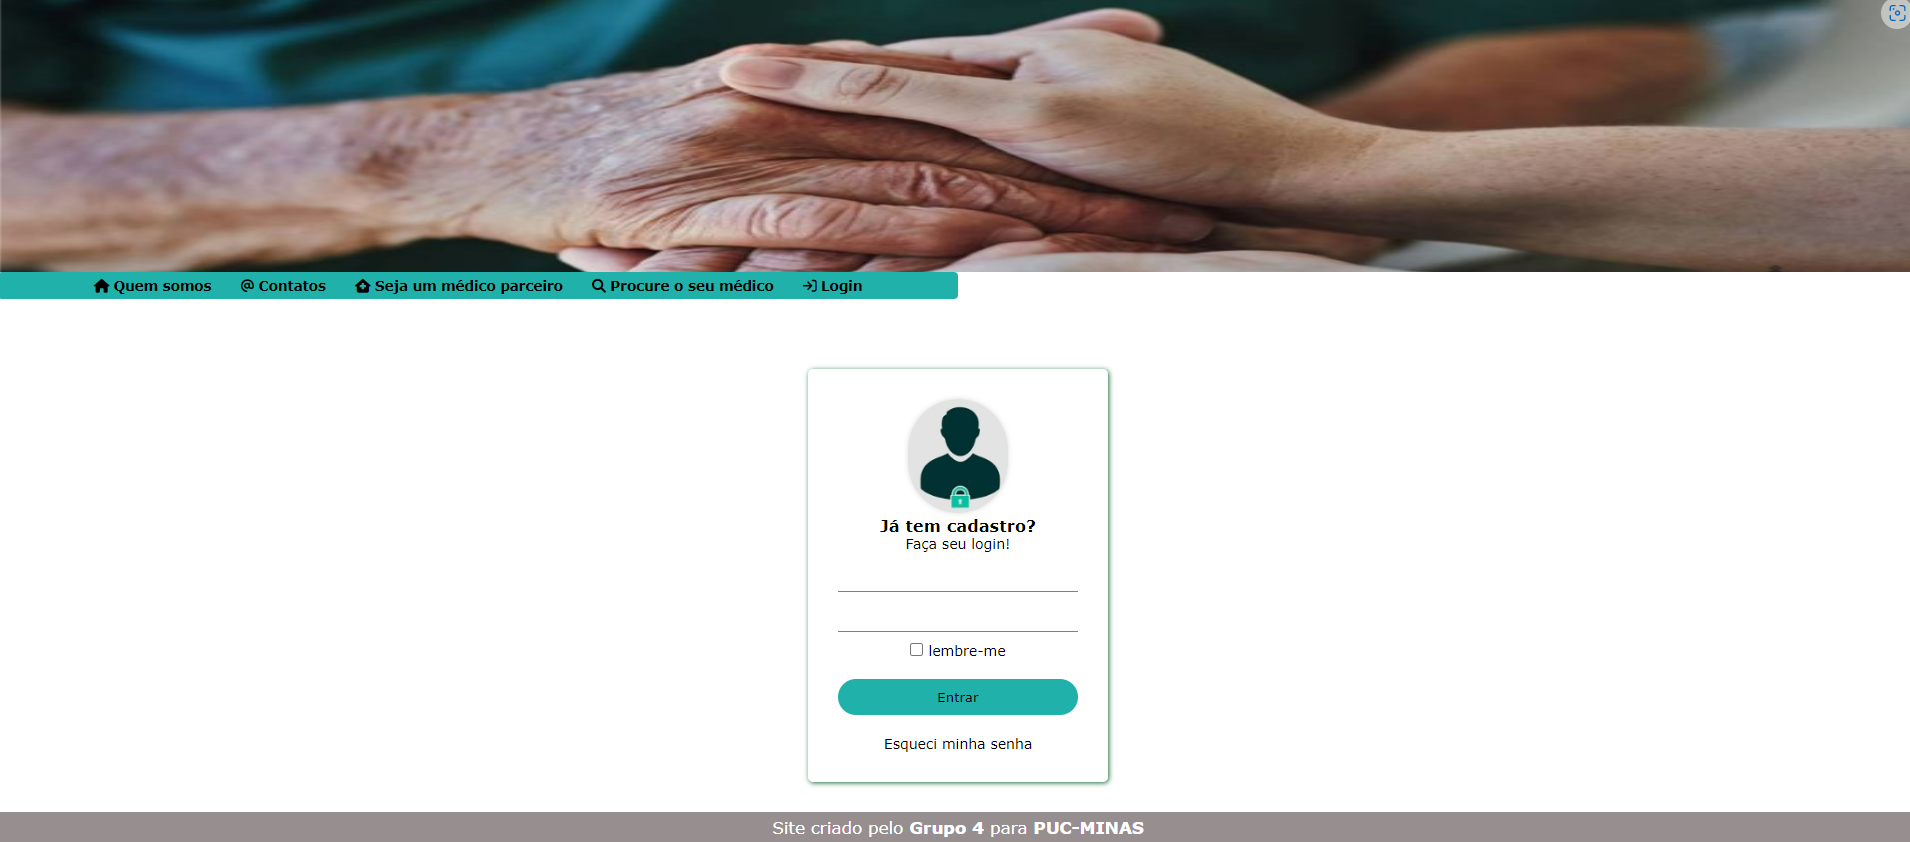 Quem somos Contatos Seja um médico parceiro Procure o seu médico Login
Já tem cadastro?
Faça seu login!
lembre-me
Entrar
Esqueci minha senha
Site criado pelo Grupo 4 para PUC-MINAS